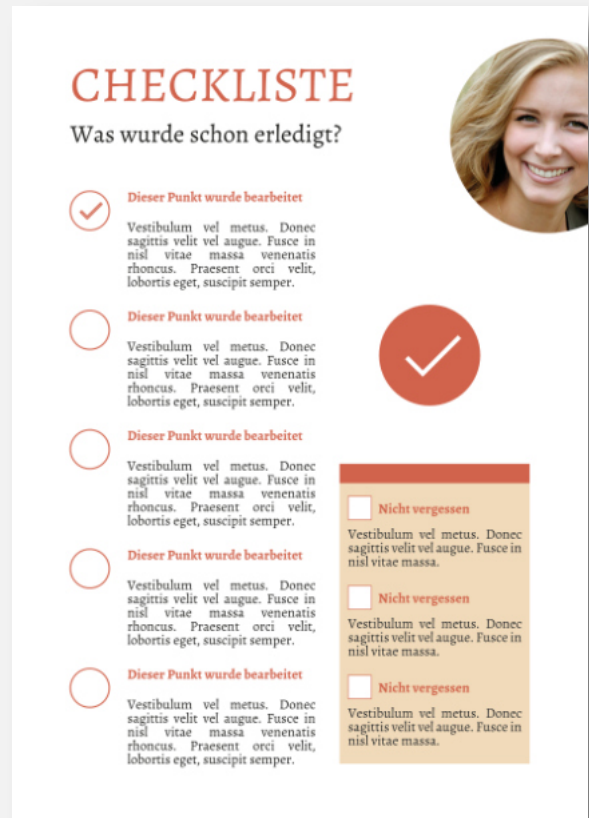 CHECKLISTE
Was wurde schon erledigt?
Dieser Punkt wurde bearbeitet
Vestibulum vel metus. Donec
sagittis velit vel augue. Fusce in
nisl vitae massa venenatis
rhoncus. Praesent orci velit,
lobortis eget, suscipit semper.
Dieser Punkt wurde bearbeitet
Vestibulum vel metus. Donec
sagittis velit vel augue. Fusce in
nisl vitae massa venenatis
rhoncus. Praesent orci velit,
lobortis eget, suscipit semper.
Dieser Punkt wurde bearbeitet
Vestibulum vel metus. Donec
sagittis velit vel augue. Fusce in
nisl vitae massa venenatis
rhoncus. Praesent orci velit,
lobortis eget, suscipit semper.
Dieser Punkt wurde bearbeitet
Vestibulum vel metus. Donec
sagittis velit vel augue. Fusce in
nisl vitae massa venenatis
rhoncus. Praesent orci velit,
lobortis eget, suscipit semper.
Dieser Punkt wurde bearbeitet
Vestibulum vel metus. Donec
sagittis velit vel augue. Fusce in
nisl vitae massa venenatis
rhoncus. Praesent orci velit,
lobortis eget, suscipit semper.
Nicht vergessen
Vestibulum vel metus. Donec
sagittis velit vel augue. Fusce in
nisl vitae massa.
Nicht vergessen
Vestibulum vel metus. Donec
sagittis velit vel augue. Fusce in
nisl vitae massa.
Nicht vergessen
Vestibulum vel metus. Donec
sagittis velit vel augue. Fusce in
nisl vitae massa.